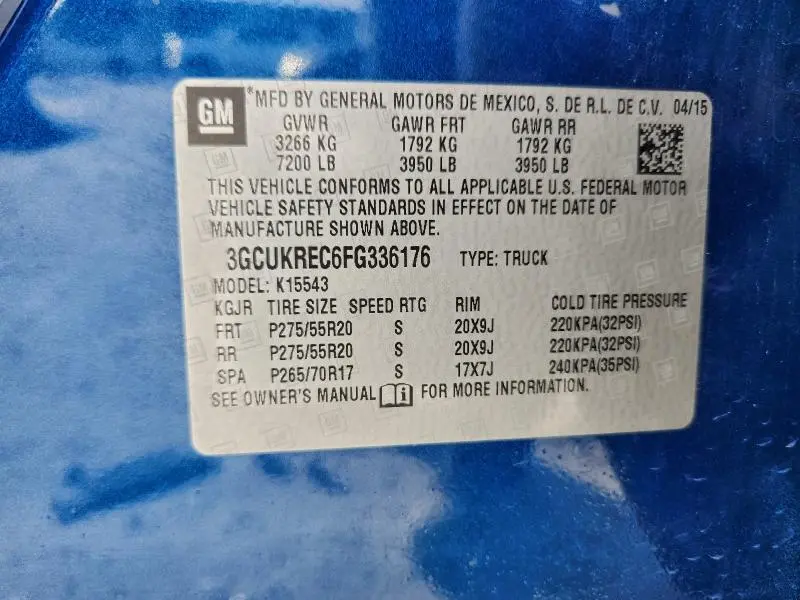 GM
*MFD BY GENERAL MOTORS DE MEXICO, S. DE R.L. DE C.V. 04/15
GVWR GAWR FRT GAWR RR
3266 KG 1792 KG 1792 KG
7200 LB 3950 LB 3950 LB
THIS VEHICLE CONFORMS TO ALL APPLICABLE U.S. FEDERAL MOTOR
VEHICLE SAFETY STANDARDS IN EFFECT ON THE DATE OF
MANUFACTURE SHOWN ABOVE.
3GCUKREC6FG336176 TYPE: TRUCK
MODEL: K15543
KGJR TIRE SIZE SPEED RTG RIM COLD TIRE PRESSURE
FRT P275/55R20 S 20X9J 220KPA(32PSI)
RR P275/55R20 S 20X9J 220KPA(32PSI)
SPA P265/70R17 S 17X7J 240KPA(35PSI)
SEE OWNER'S MANUAL i FOR MORE INFORMATION.